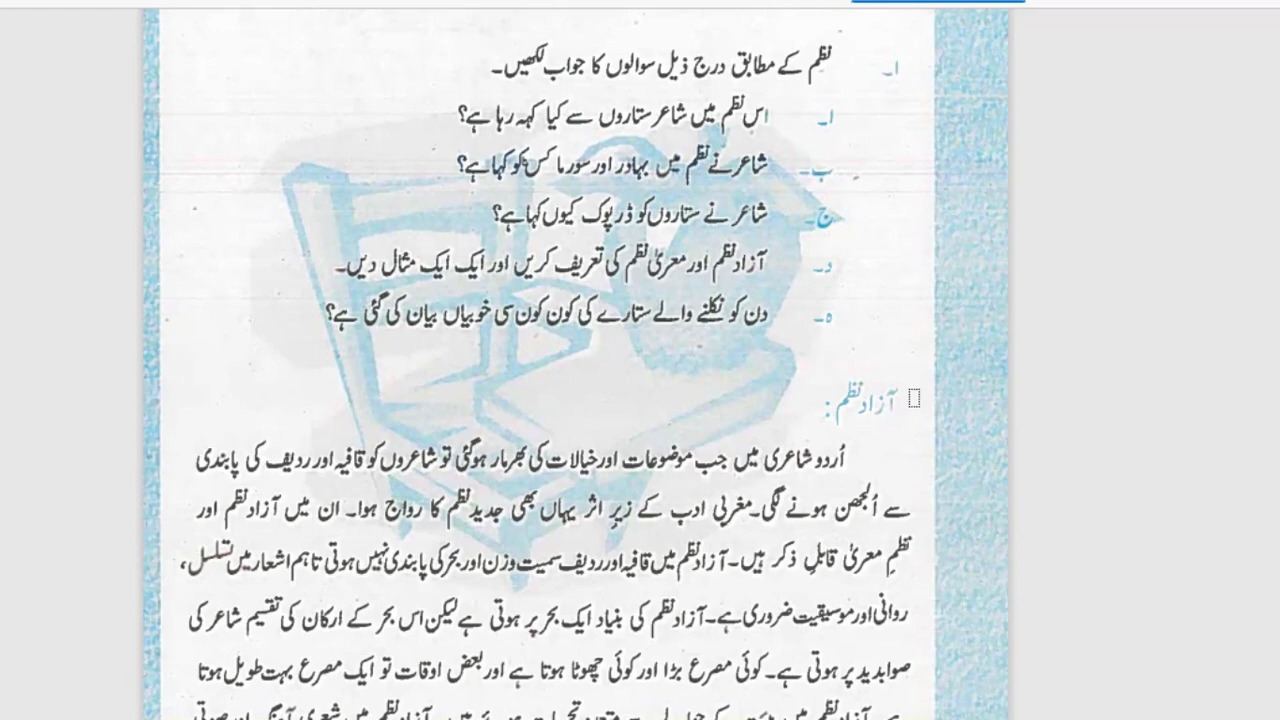 ا۔ نظم کے مطابق درج ذیل سوالوں کا جواب لکھیں۔
ا۔ اس نظم میں شاعر ستاروں سے کیا کہہ رہا ہے؟
ب۔ شاعر نے نظم میں بہادر اور سورما کس کو کہا ہے؟
ج۔ شاعر نے ستاروں کو ڈرپوک کیوں کہا ہے؟
د۔ آزاد نظم اور معریٰ نظم کی تعریف کریں اور ایک ایک مثال دیں۔
ہ۔ دن کو نکلنے والے ستارے کی کون کون سی خوبیاں بیان کی گئی ہے؟
آزاد نظم :
اُردو شاعری میں جب موضوعات اور خیالات کی بھرمار ہوگئی تو شاعروں کو قافیہ اور ردیف کی پابندی
سے اُلجھن ہونے لگی۔ مغربی ادب کے زیرِ اثر یہاں بھی جدید نظم کا رواج ہوا۔ ان میں آزاد نظم اور
نظمِ معریٰ قابلِ ذکر ہیں۔ آزاد نظم میں قافیہ اور ردیف سمیت وزن اور بحر کی پابندی نہیں ہوتی تاہم اشعار میں تسلسل،
روانی اور موسیقیت ضروری ہے۔ آزاد نظم کی بنیاد ایک بحر پر ہوتی ہے لیکن اس بحر کے ارکان کی تقسیم شاعر کی
صوابدید پر ہوتی ہے۔ کوئی مصرع بڑا اور کوئی چھوٹا ہوتا ہے اور بعض اوقات تو ایک مصرع بہت طویل ہوتا